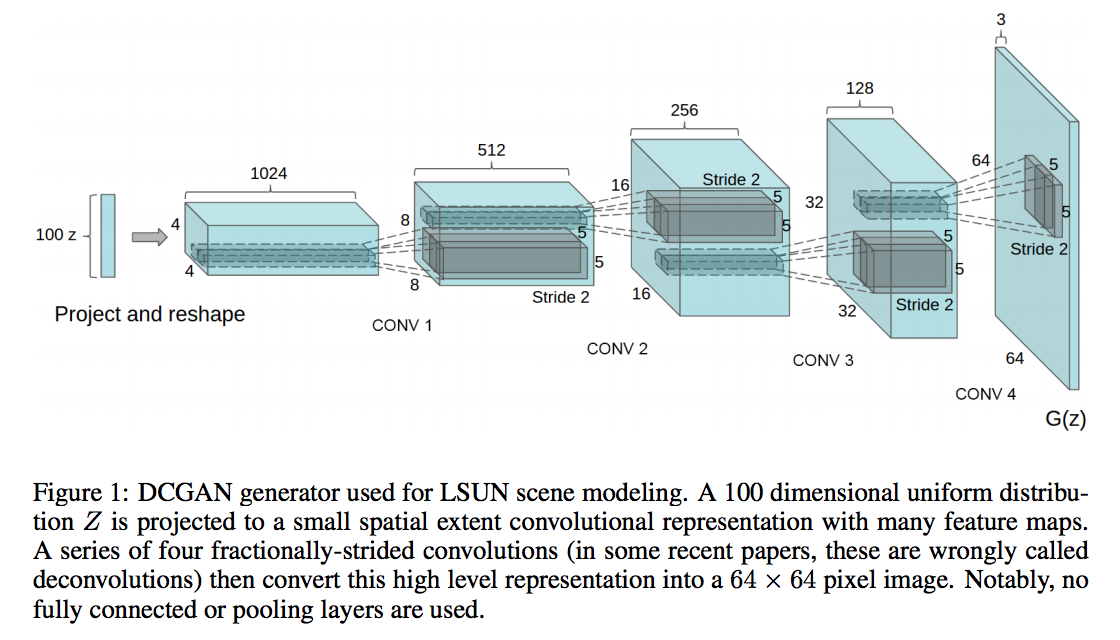 3
128
256
64
5
512
Stride 2
1024
16
5
32
5
4
8
5
5
5
100 z
5
Stride 2
4
5
16
8
Stride 2
Stride 2
32
Project and reshape
CONV 1
CONV 2
CONV 3
64
CONV 4
G(z)
Figure 1: DCGAN generator used for LSUN scene modeling. A 100 dimensional uniform distribu-
tion Z is projected to a small spatial extent convolutional representation with many feature maps.
A series of four fractionally-strided convolutions (in some recent papers, these are wrongly called
deconvolutions) then convert this high level representation into a 64 × 64 pixel image. Notably, no
fully connected or pooling layers are used.